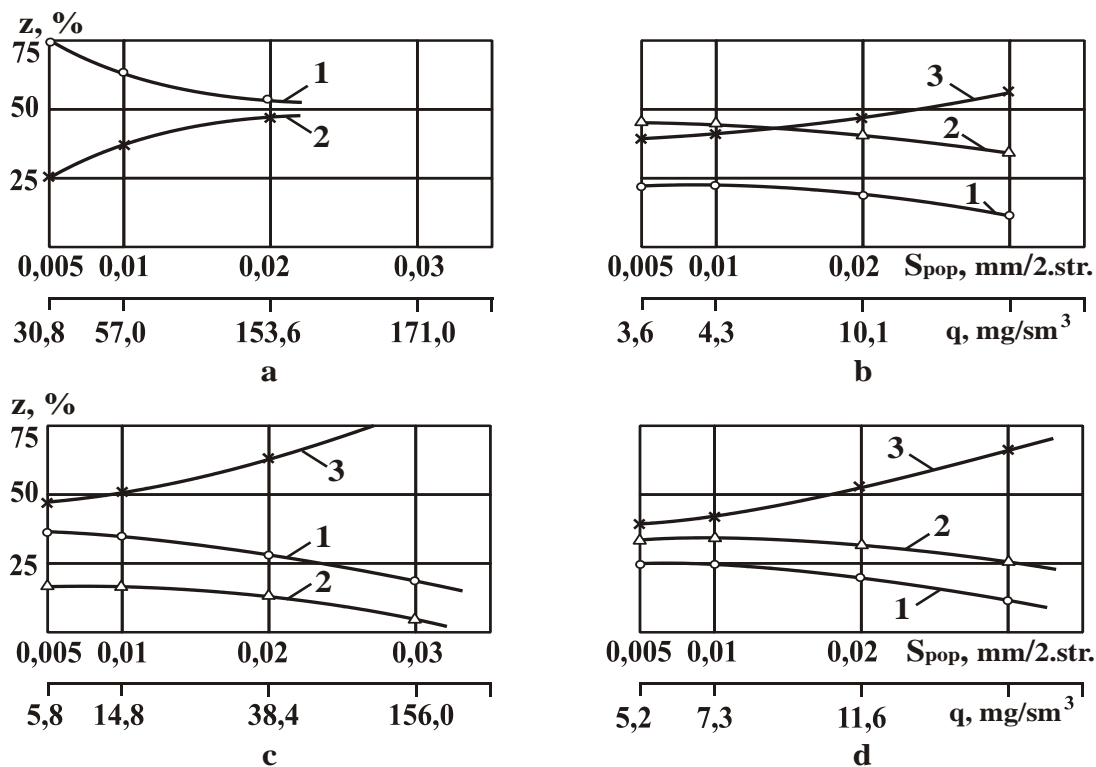 z, %
75
50
25
1
2
0,005 0,01 0,02 0,03
30,8 57,0 153,6 171,0
a
3
2
1
0,005 0,01 0,02 Spop, mm/2.str.
3,6 4,3 10,1 q, mg/sm³
b
z, %
75
50
25
3
1
2
0,005 0,01 0,02 0,03
5,8 14,8 38,4 156,0
c
3
2
1
0,005 0,01 0,02 Spop, mm/2.str.
5,2 7,3 11,6 q, mg/sm³
d